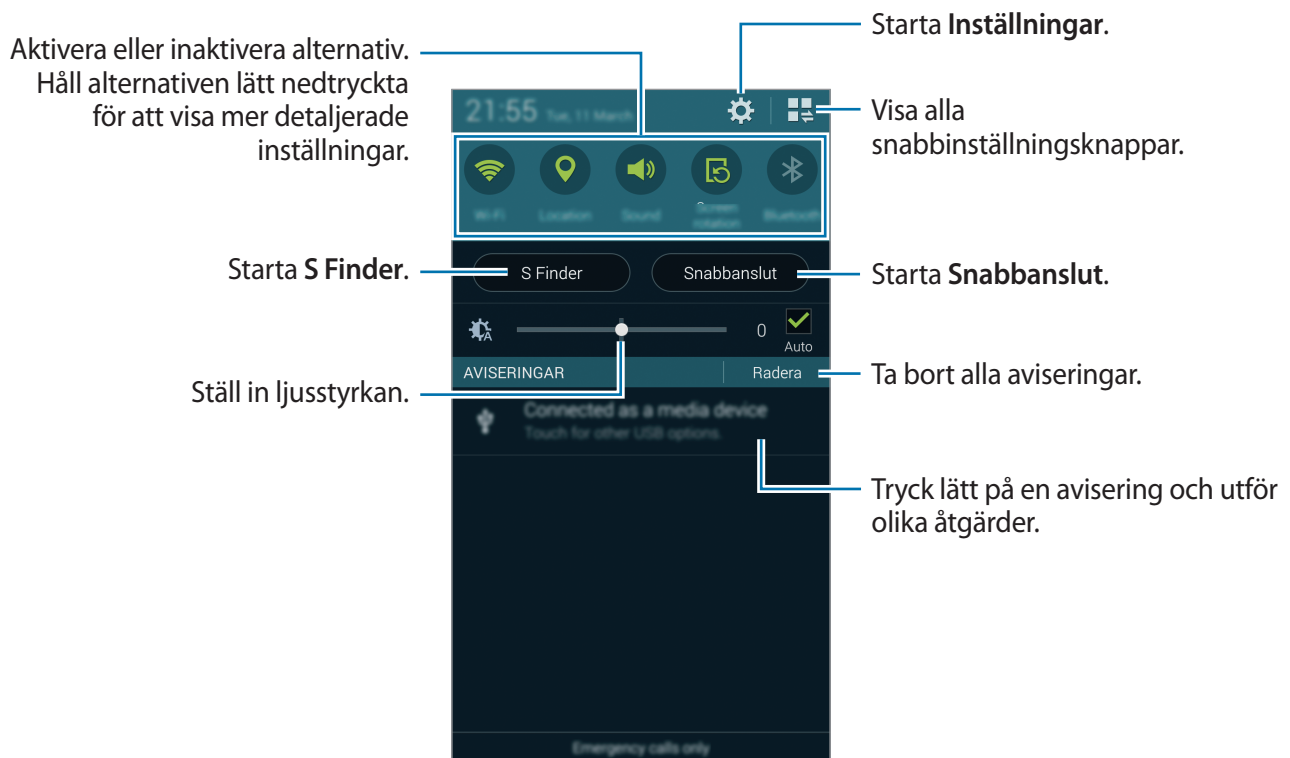 Starta Inställningar.
Aktivera eller inaktivera alternativ.
Håll alternativen lätt nedtryckta
för att visa mer detaljerade
inställningar.
21:55 Tue, 11 March
Visa alla
snabbinställningsknappar.
Wi-Fi
Location
Sound
Screen
rotation
Bluetooth
Starta S Finder.
S Finder
Snabbanslut
Starta Snabbanslut.
A
0
Auto
Ställ in ljusstyrkan.
AVISERINGAR
Radera
Ta bort alla aviseringar.
Connected as a media device
Touch for other USB options.
Tryck lätt på en avisering och utför
olika åtgärder.
Emergency calls only